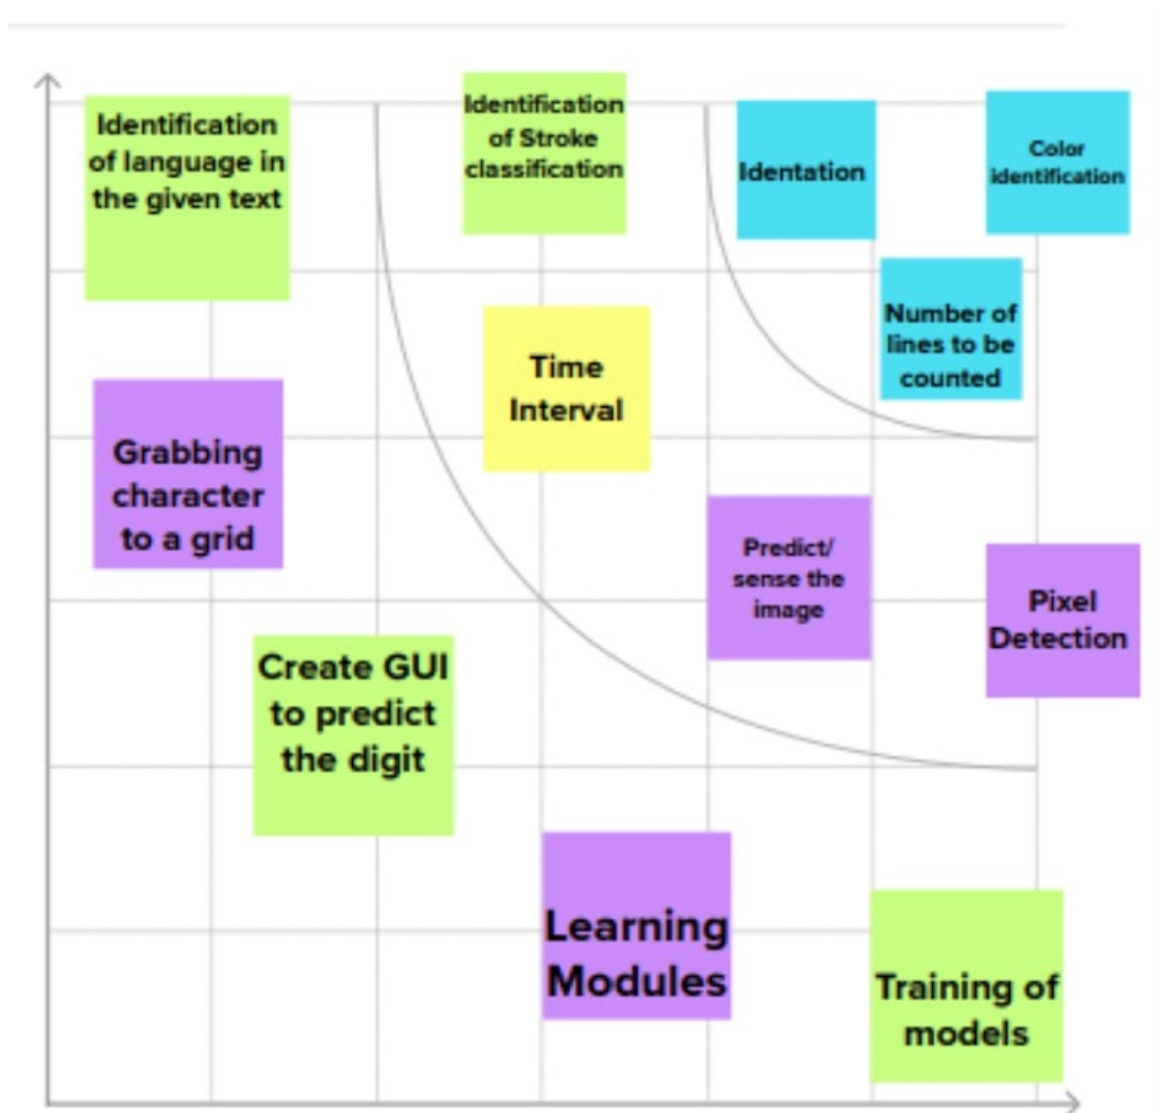 Identification
of language in
the given text
Identification
of Stroke
classification
Identation
Color
identification
Number of
lines to be
counted
Time
Interval
Grabbing
character
to a grid
Predict/
sense the
image
Pixel
Detection
Create GUI
to predict
the digit
Learning
Modules
Training of
models